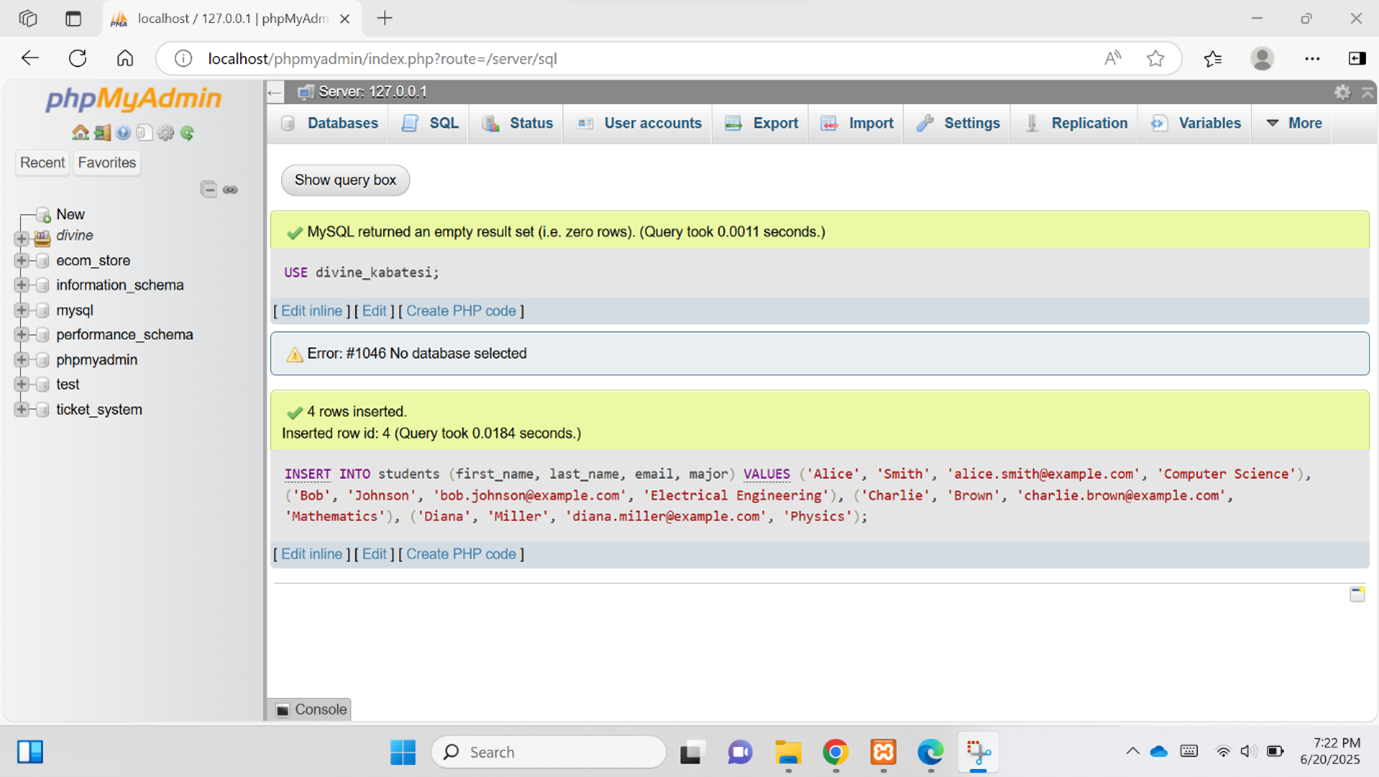 localhost / 127.0.0.1 | phpMyAdm
localhost/phpmyadmin/index.php?route=/server/sql
phpMyAdmin
Recent Favorites
New
divine
ecom_store
information_schema
mysql
performance_schema
phpmyadmin
test
ticket_system
Server: 127.0.0.1
Databases SQL Status User accounts Export Import Settings Replication Variables More
Show query box
MySQL returned an empty result set (i.e. zero rows). (Query took 0.0011 seconds.)
USE divine_kabatesi;
[ Edit inline ] [ Edit ] [ Create PHP code ]
Error: #1046 No database selected
4 rows inserted.
Inserted row id: 4 (Query took 0.0184 seconds.)
INSERT INTO students (first_name, last_name, email, major) VALUES ('Alice', 'Smith', 'alice.smith@example.com', 'Computer Science'),
('Bob', 'Johnson', 'bob.johnson@example.com', 'Electrical Engineering'), ('Charlie', 'Brown', 'charlie.brown@example.com',
'Mathematics'), ('Diana', 'Miller', 'diana.miller@example.com', 'Physics');
[ Edit inline ] [ Edit ] [ Create PHP code ]
Console
Search
7:22 PM
6/20/2025